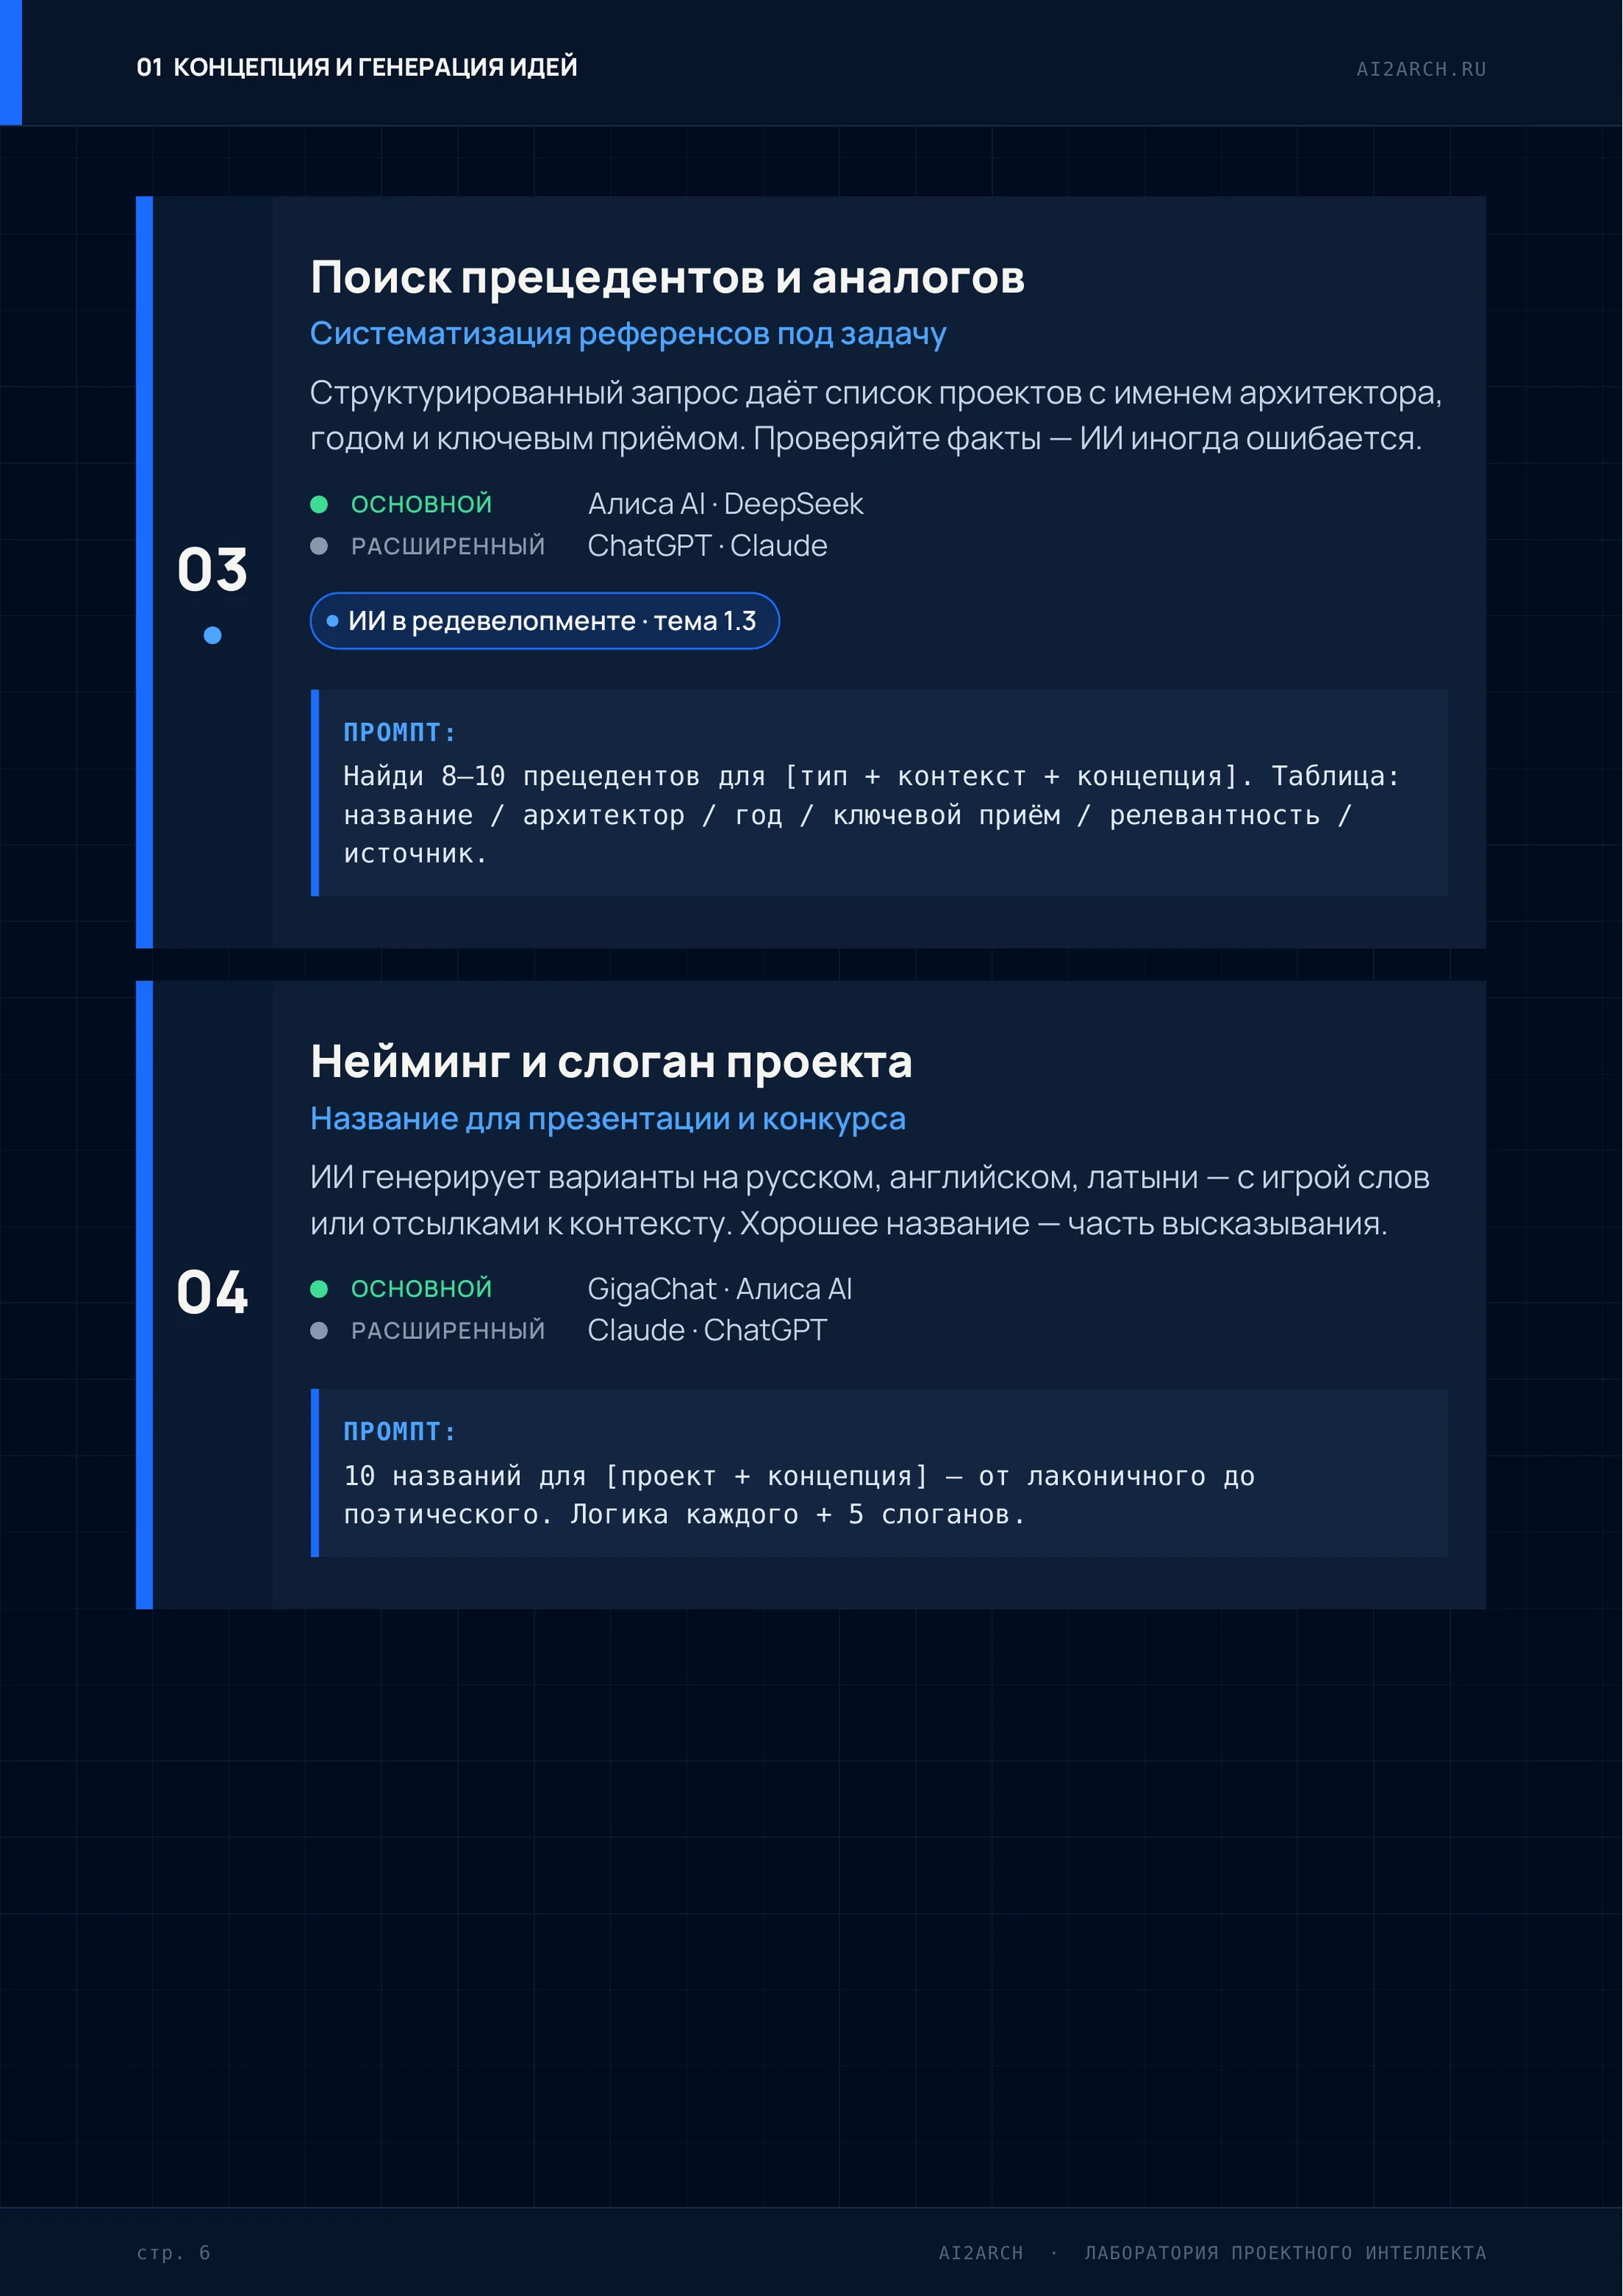 01 КОНЦЕПЦИЯ И ГЕНЕРАЦИЯ ИДЕЙ
AI2ARCH.RU
03
Поиск прецедентов и аналогов
Систематизация референсов под задачу
Структурированный запрос даёт список проектов с именем архитектора,
годом и ключевым приёмом. Проверяйте факты — ИИ иногда ошибается.
ОСНОВНОЙ Алиса AI · DeepSeek
РАСШИРЕННЫЙ ChatGPT · Claude
ИИ в редевелопменте · тема 1.3
ПРОМПТ:
Найди 8–10 прецедентов для [тип + контекст + концепция]. Таблица:
название / архитектор / год / ключевой приём / релевантность /
источник.
04
Нейминг и слоган проекта
Название для презентации и конкурса
ИИ генерирует варианты на русском, английском, латыни — с игрой слов
или отсылками к контексту. Хорошее название — часть высказывания.
ОСНОВНОЙ GigaChat · Алиса AI
РАСШИРЕННЫЙ Claude · ChatGPT
ПРОМПТ:
10 названий для [проект + концепция] — от лаконичного до
поэтического. Логика каждого + 5 слоганов.
стр. 6
AI2ARCH · ЛАБОРАТОРИЯ ПРОЕКТНОГО ИНТЕЛЛЕКТА